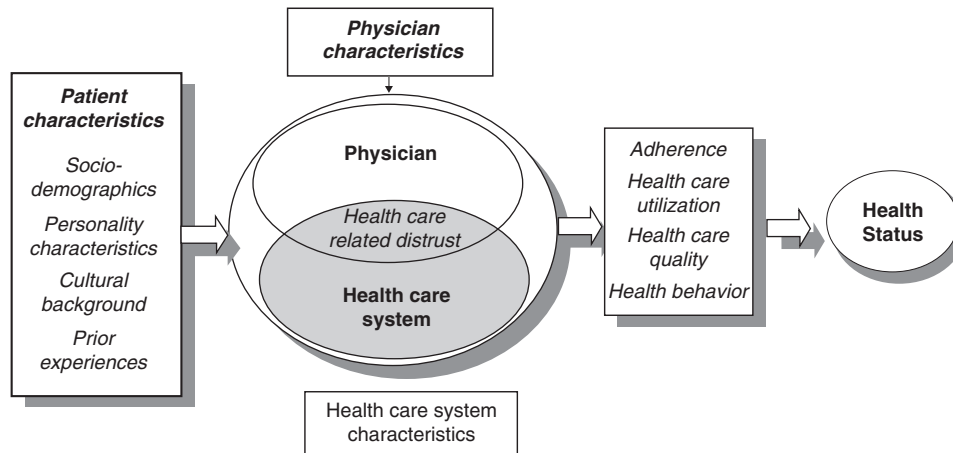 Physician
characteristics
Patient
characteristics
Socio-
demographics
Personality
characteristics
Cultural
background
Prior
experiences
Physician
Health care
related distrust
Health care
system
Health care system
characteristics
Adherence
Health care
utilization
Health care
quality
Health behavior
Health
Status